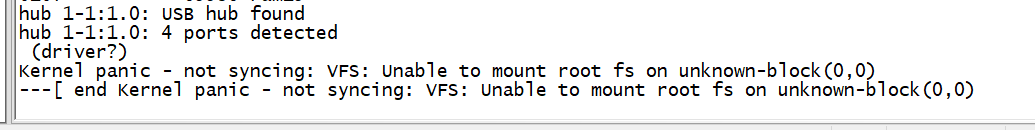 hub 1-1:1.0: USB hub found
hub 1-1:1.0: 4 ports detected
 (driver?)
Kernel panic - not syncing: VFS: Unable to mount root fs on unknown-block(0,0)
---[ end Kernel panic - not syncing: VFS: Unable to mount root fs on unknown-block(0,0)